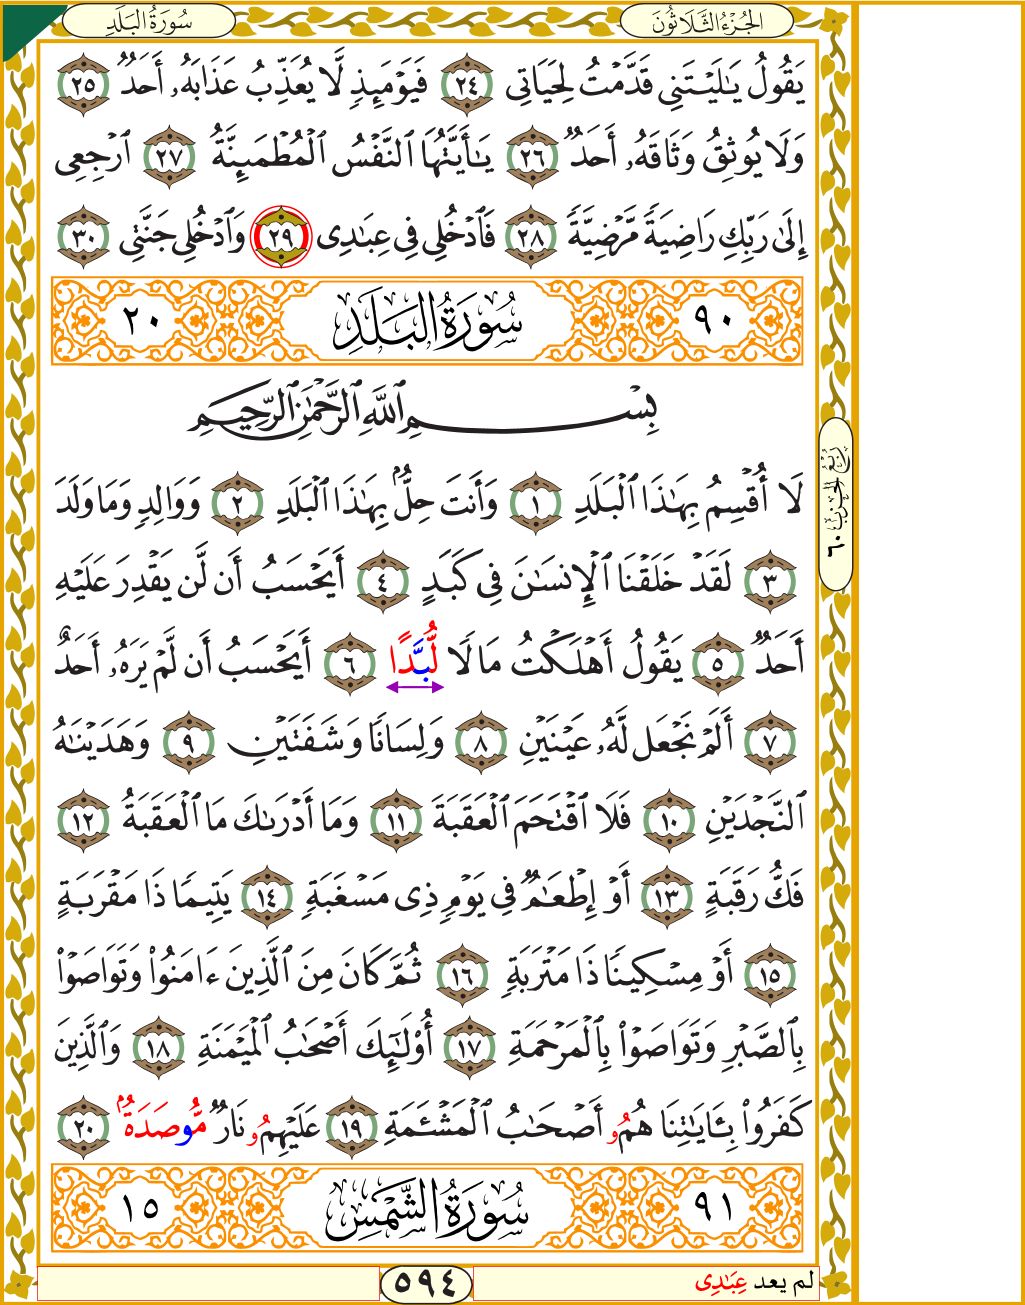 سُورَةُ البَلَدِ
الجُزْءُ الثَّلَاثُونَ
يَقُولُ يَـٰلَيْتَنِى قَدَّمْتُ لِحَيَاتِى ٢٤ فَيَوْمَئِذٍ لَّا يُعَذِّبُ عَذَابَهُۥٓ أَحَدٌ ٢٥
وَلَا يُوثِقُ وَثَاقَهُۥٓ أَحَدٌ ٢٦ يَـٰٓأَيَّتُهَا ٱلنَّفْسُ ٱلْمُطْمَئِنَّةُ ٢٧ ٱرْجِعِىٓ
إِلَىٰ رَبِّكِ رَاضِيَةً مَّرْضِيَّةً ٢٨ فَٱدْخُلِى فِى عِبَـٰدِى ٢٩ وَٱدْخُلِى جَنَّتِى ٣٠
٩٠ سُورَةُ البَلَدِ ٢٠
بِسْمِ ٱللَّهِ ٱلرَّحْمَـٰنِ ٱلرَّحِيمِ
لَآ أُقْسِمُ بِهَـٰذَا ٱلْبَلَدِ ١ وَأَنتَ حِلٌّۢ بِهَـٰذَا ٱلْبَلَدِ ٢ وَوَالِدٍ وَمَا وَلَدَ
٣ لَقَدْ خَلَقْنَا ٱلْإِنسَـٰنَ فِى كَبَدٍ ٤ أَيَحْسَبُ أَن لَّن يَقْدِرَ عَلَيْهِ
أَحَدٌ ٥ يَقُولُ أَهْلَكْتُ مَالًا لُّبَّدًا ٦ أَيَحْسَبُ أَن لَّمْ يَرَهُۥٓ أَحَدٌ
٧ أَلَمْ نَجْعَل لَّهُۥ عَيْنَيْنِ ٨ وَلِسَانًا وَشَفَتَيْنِ ٩ وَهَدَيْنَـٰهُ
ٱلنَّجْدَيْنِ ١٠ فَلَا ٱقْتَحَمَ ٱلْعَقَبَةَ ١١ وَمَآ أَدْرَىٰكَ مَا ٱلْعَقَبَةُ ١٢
فَكُّ رَقَبَةٍ ١٣ أَوْ إِطْعَـٰمٌ فِى يَوْمٍ ذِى مَسْغَبَةٍ ١٤ يَتِيمًا ذَا مَقْرَبَةٍ
١٥ أَوْ مِسْكِينًا ذَا مَتْرَبَةٍ ١٦ ثُمَّ كَانَ مِنَ ٱلَّذِينَ ءَامَنُوا۟ وَتَوَاصَوْا۟
بِٱلصَّبْرِ وَتَوَاصَوْا۟ بِٱلْمَرْحَمَةِ ١٧ أُو۟لَـٰٓئِكَ أَصْحَـٰبُ ٱلْمَيْمَنَةِ ١٨ وَٱلَّذِينَ
كَفَرُوا۟ بِـَٔايَـٰتِنَا هُمُۥٓ أَصْحَـٰبُ ٱلْمَشْـَٔمَةِ ١٩ عَلَيْهِمُۥ نَارٌ مُّوصَدَةٌۢ ٢٠
٩١ سُورَةُ الشَّمْسِ ١٥
رُبْعُ الحِزْبِ ٦٠
لم يعد عِبَـٰدِى
٥٩٤